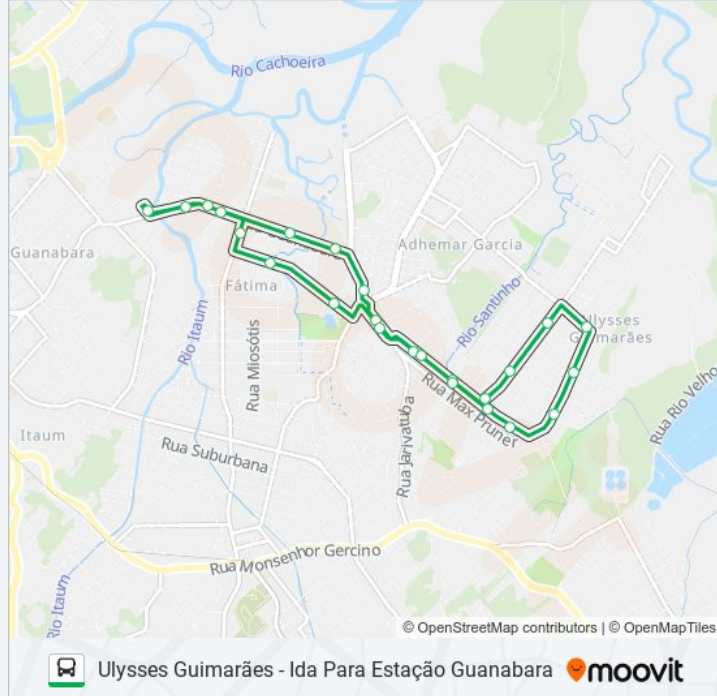 Rio Cachoeira
Guanabara
Adhemar Garcia
Fátima
Rio Itaum
Rio Santinho
Ulysses
Guimarães
Rua Miosótis
Rua Max Pruner
Rua Rio Velho
Itaum
Rua Suburbana
Rua Jarivatuba
Rua Monsenhor Gercino
Rio Itaum
© OpenStreetMap contributors | © OpenMapTiles
Ulysses Guimarães - Ida Para Estação Guanabara
moovit